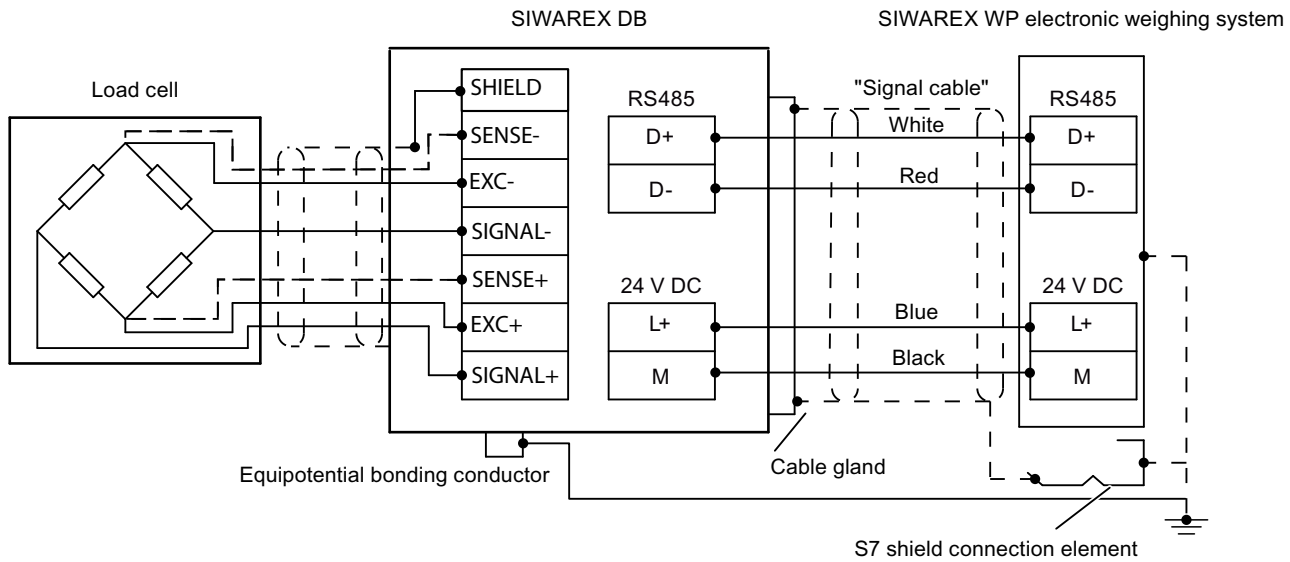 SIWAREX DB
SIWAREX WP electronic weighing system
Load cell
SHIELD
SENSE-
EXC-
SIGNAL-
SENSE+
EXC+
SIGNAL+
RS485
D+
D-
24 V DC
L+
M
"Signal cable"
White
Red
Blue
Black
RS485
D+
D-
24 V DC
L+
M
Equipotential bonding conductor
Cable gland
S7 shield connection element